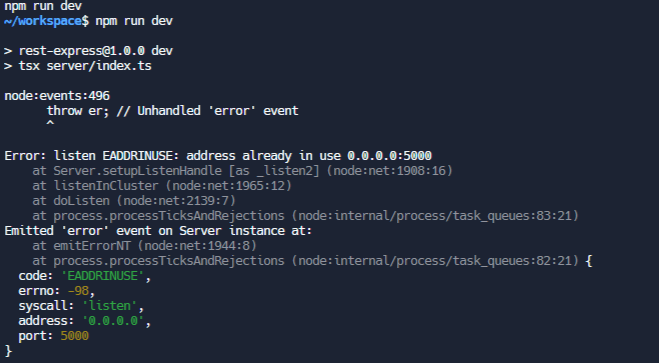 npm run dev
~/workspace$ npm run dev

> rest-express@1.0.0 dev
> tsx server/index.ts

node:events:496
      throw er; // Unhandled 'error' event
      ^

Error: listen EADDRINUSE: address already in use 0.0.0.0:5000
    at Server.setupListenHandle [as _listen2] (node:net:1908:16)
    at listenInCluster (node:net:1965:12)
    at doListen (node:net:2139:7)
    at process.processTicksAndRejections (node:internal/process/task_queues:83:21)
Emitted 'error' event on Server instance at:
    at emitErrorNT (node:net:1944:8)
    at process.processTicksAndRejections (node:internal/process/task_queues:82:21) {
  code: 'EADDRINUSE',
  errno: -98,
  syscall: 'listen',
  address: '0.0.0.0',
  port: 5000
}